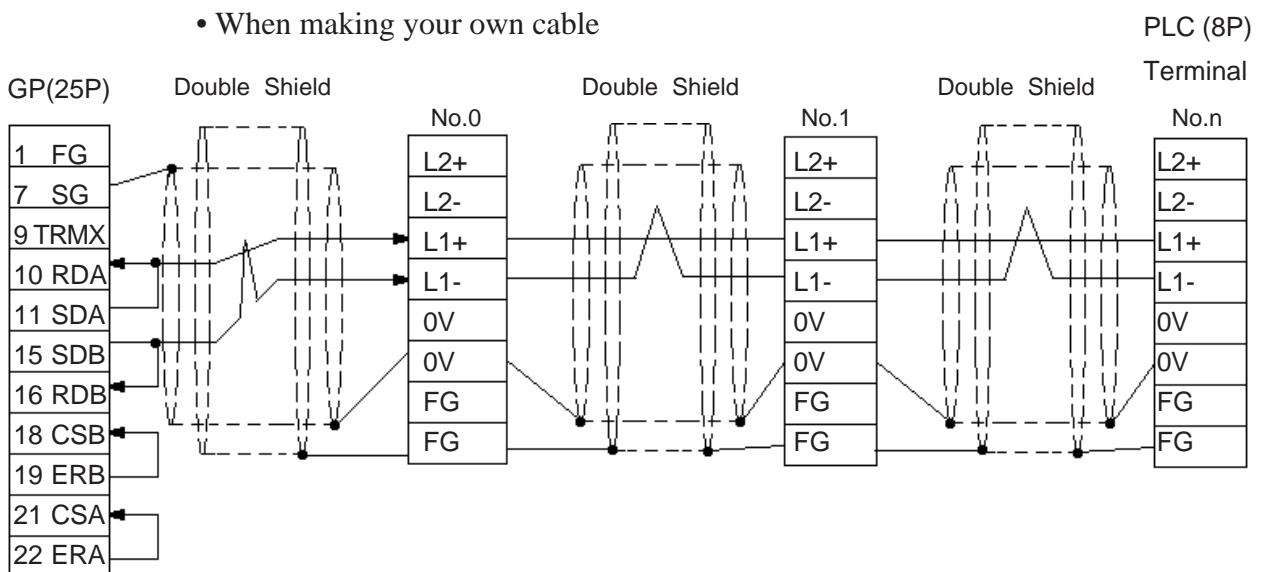 • When making your own cable
PLC (8P)
Terminal
GP(25P)
Double Shield
Double Shield
Double Shield
1 FG
7 SG
9 TRMX
10 RDA
11 SDA
15 SDB
16 RDB
18 CSB
19 ERB
21 CSA
22 ERA
No.0
L2+
L2-
L1+
L1-
0V
0V
FG
FG
No.1
L2+
L2-
L1+
L1-
0V
0V
FG
FG
No.n
L2+
L2-
L1+
L1-
0V
0V
FG
FG